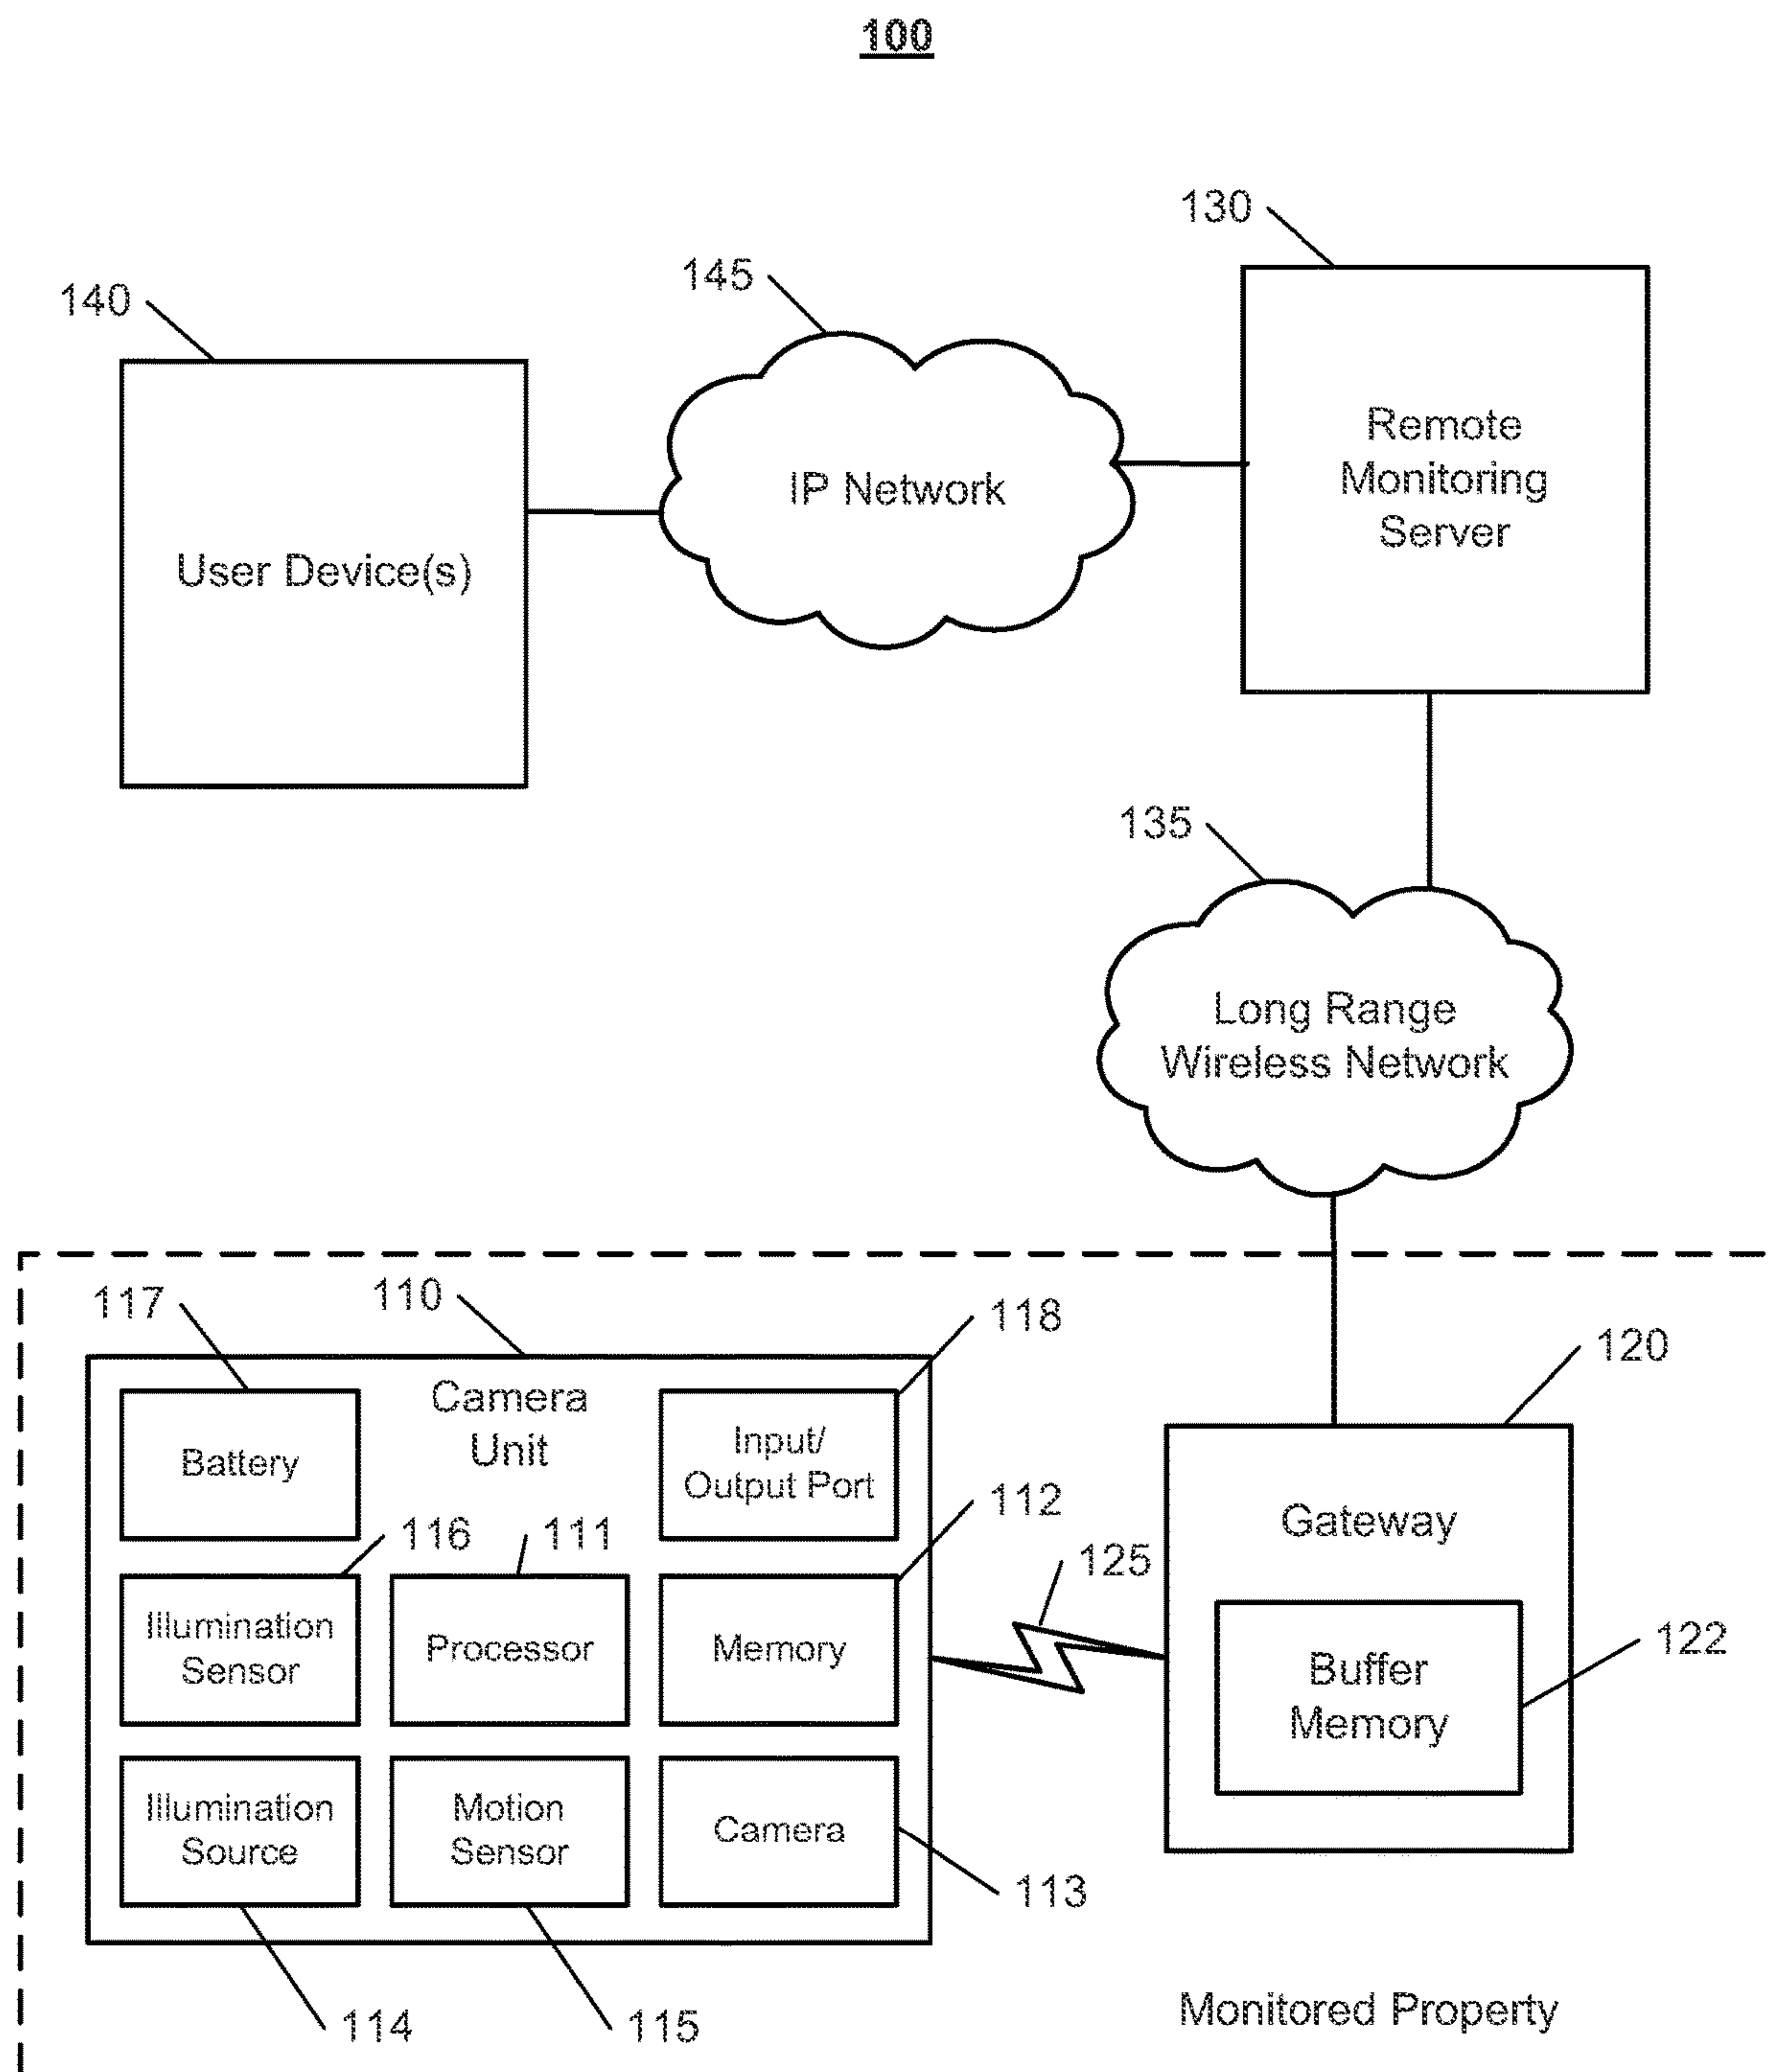 100
130
145
140
Remote
Monitoring
Server
IP Network
User Device(s)
135
Long Range
Wireless Network
117
110
118
120
Camera
Unit
Battery
Input/
Output Port
112
Gateway
116
111
125
Illumination
Sensor
Processor
Memory
122
Buffer
Memory
Illumination
Source
Motion
Sensor
Camera
113
114
115
Monitored Property